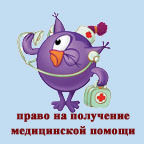 право на получение
медицинской помощи